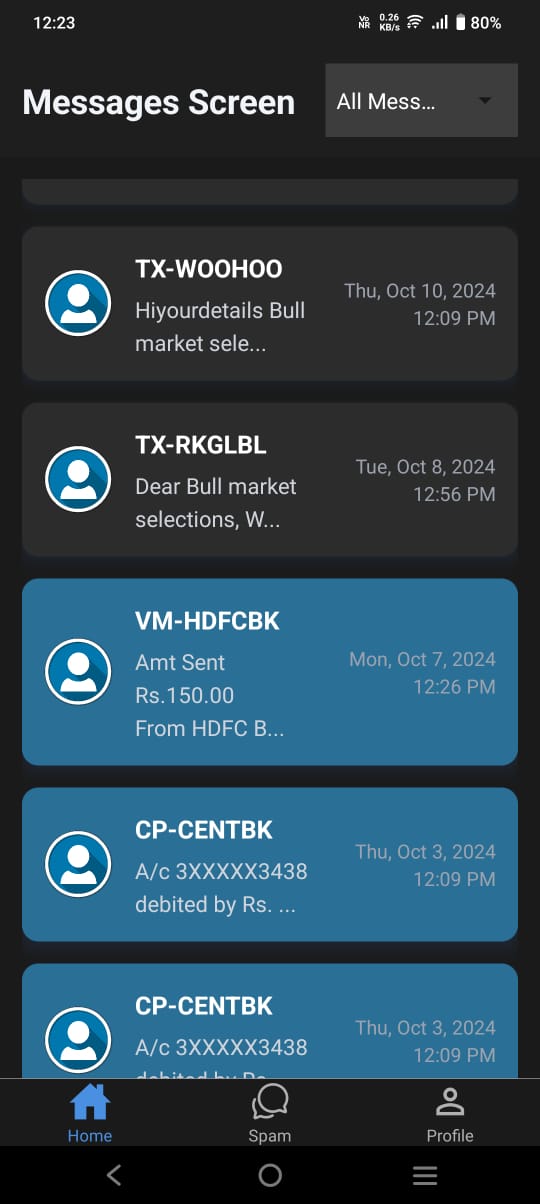 12:23
Vo NR
0.26 KB/s
80%
Messages Screen
All Mess...
TX-WOOHOO
Hiyourdetails Bull
market sele...
Thu, Oct 10, 2024
12:09 PM
TX-RKGLBL
Dear Bull market
selections, W...
Tue, Oct 8, 2024
12:56 PM
VM-HDFCBK
Amt Sent
Rs.150.00
From HDFC B...
Mon, Oct 7, 2024
12:26 PM
CP-CENTBK
A/c 3XXXXX3438
debited by Rs. ...
Thu, Oct 3, 2024
12:09 PM
CP-CENTBK
A/c 3XXXXX3438
debited by Rs.
Thu, Oct 3, 2024
12:09 PM
Home
Spam
Profile